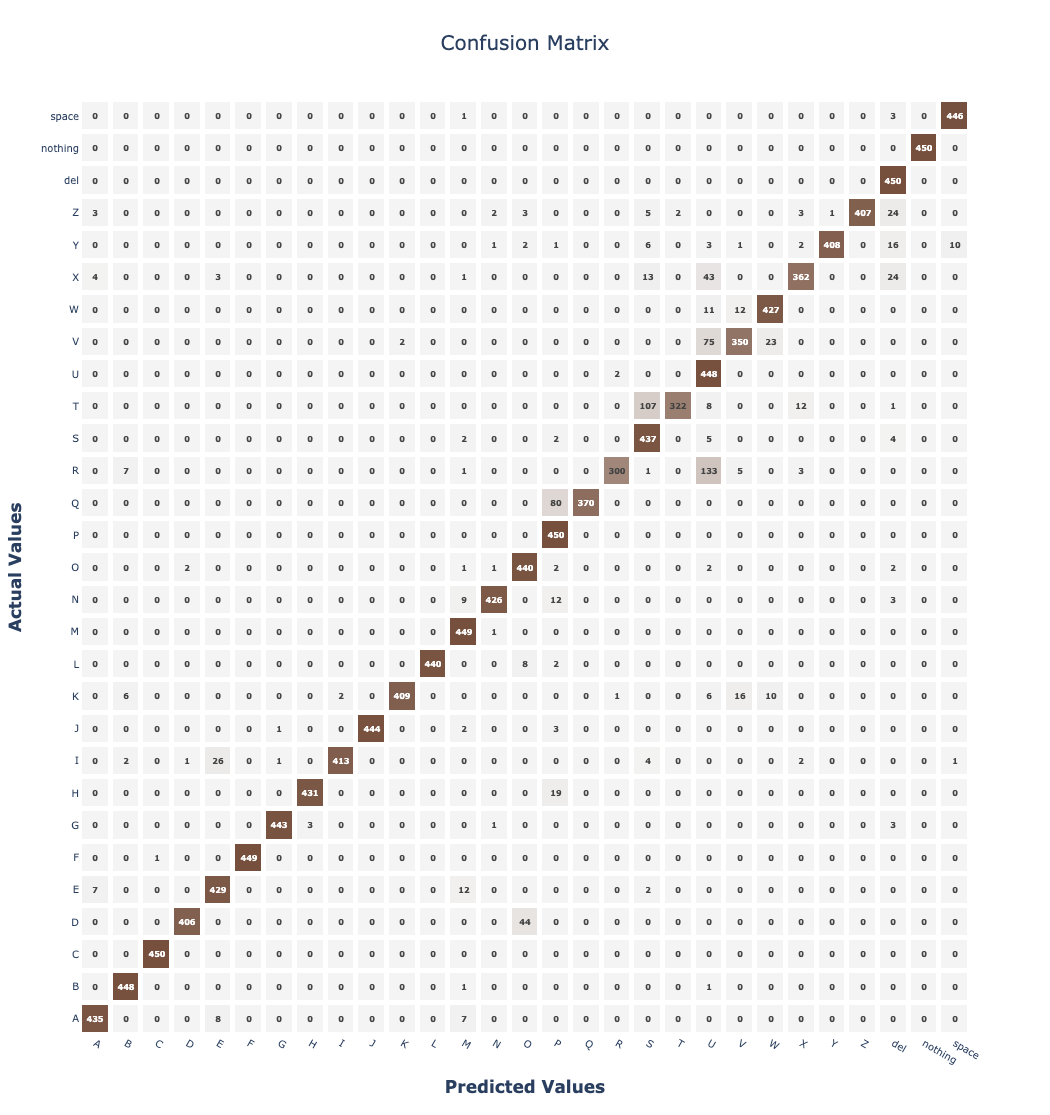 Confusion Matrix
space 0 0 0 0 0 0 0 0 0 0 0 0 1 0 0 0 0 0 0 0 0 0 0 0 0 0 3 0 446
nothing 0 0 0 0 0 0 0 0 0 0 0 0 0 0 0 0 0 0 0 0 0 0 0 0 0 0 0 450 0
del 0 0 0 0 0 0 0 0 0 0 0 0 0 0 0 0 0 0 0 0 0 0 0 0 0 0 450 0 0
Z 3 0 0 0 0 0 0 0 0 0 0 0 0 2 3 0 0 0 5 2 0 0 0 3 1 407 24 0 0
Y 0 0 0 0 0 0 0 0 0 0 0 0 0 1 2 1 0 0 6 0 3 1 0 2 408 0 16 0 10
X 4 0 0 0 3 0 0 0 0 0 0 0 1 0 0 0 0 0 13 0 43 0 0 362 0 0 24 0 0
W 0 0 0 0 0 0 0 0 0 0 0 0 0 0 0 0 0 0 0 0 11 12 427 0 0 0 0 0 0
V 0 0 0 0 0 0 0 0 0 0 2 0 0 0 0 0 0 0 0 0 75 350 23 0 0 0 0 0 0
U 0 0 0 0 0 0 0 0 0 0 0 0 0 0 0 0 0 2 0 0 448 0 0 0 0 0 0 0 0
T 0 0 0 0 0 0 0 0 0 0 0 0 0 0 0 0 0 0 107 322 8 0 0 12 0 0 1 0 0
S 0 0 0 0 0 0 0 0 0 0 0 0 2 0 0 2 0 0 437 0 5 0 0 0 0 0 4 0 0
R 0 7 0 0 0 0 0 0 0 0 0 0 1 0 0 0 0 300 1 0 133 5 0 3 0 0 0 0 0
Q 0 0 0 0 0 0 0 0 0 0 0 0 0 0 0 80 370 0 0 0 0 0 0 0 0 0 0 0 0
P 0 0 0 0 0 0 0 0 0 0 0 0 0 0 0 450 0 0 0 0 0 0 0 0 0 0 0 0 0
O 0 0 0 2 0 0 0 0 0 0 0 0 1 1 440 2 0 0 0 0 2 0 0 0 0 0 2 0 0
N 0 0 0 0 0 0 0 0 0 0 0 0 9 426 0 12 0 0 0 0 0 0 0 0 0 0 3 0 0
M 0 0 0 0 0 0 0 0 0 0 0 0 449 1 0 0 0 0 0 0 0 0 0 0 0 0 0 0 0
L 0 0 0 0 0 0 0 0 0 0 0 440 0 0 8 2 0 0 0 0 0 0 0 0 0 0 0 0 0
K 0 6 0 0 0 0 0 0 2 0 409 0 0 0 0 0 0 1 0 0 6 16 10 0 0 0 0 0 0
J 0 0 0 0 0 0 1 0 0 444 0 0 2 0 0 3 0 0 0 0 0 0 0 0 0 0 0 0 0
I 0 2 0 1 26 0 1 0 413 0 0 0 0 0 0 0 0 0 4 0 0 0 0 2 0 0 0 0 1
H 0 0 0 0 0 0 0 431 0 0 0 0 0 0 0 19 0 0 0 0 0 0 0 0 0 0 0 0 0
G 0 0 0 0 0 0 443 3 0 0 0 0 0 1 0 0 0 0 0 0 0 0 0 0 0 0 3 0 0
F 0 0 1 0 0 449 0 0 0 0 0 0 0 0 0 0 0 0 0 0 0 0 0 0 0 0 0 0 0
E 7 0 0 0 429 0 0 0 0 0 0 0 12 0 0 0 0 0 2 0 0 0 0 0 0 0 0 0 0
D 0 0 0 406 0 0 0 0 0 0 0 0 0 0 44 0 0 0 0 0 0 0 0 0 0 0 0 0 0
C 0 0 450 0 0 0 0 0 0 0 0 0 0 0 0 0 0 0 0 0 0 0 0 0 0 0 0 0 0
B 0 448 0 0 0 0 0 0 0 0 0 0 1 0 0 0 0 0 0 0 1 0 0 0 0 0 0 0 0
A 435 0 0 0 8 0 0 0 0 0 0 0 7 0 0 0 0 0 0 0 0 0 0 0 0 0 0 0 0
A B C D E F G H I J K L M N O P Q R S T U V W X Y Z del nothing space
Actual Values
Predicted Values